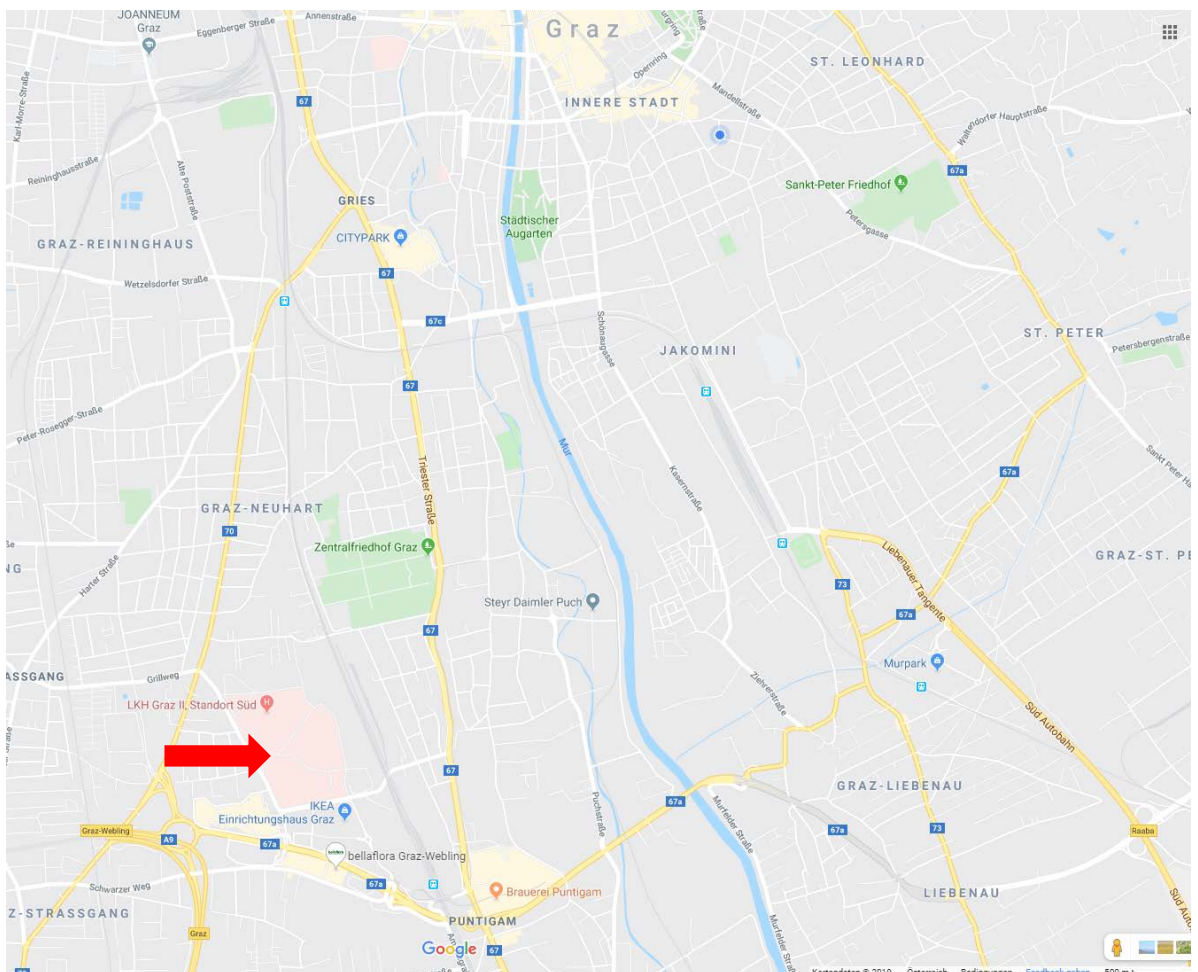 JOANNEUM
Graz
Eggenberger Straße
Annenstraße
Graz
Opernring
ST. LEONHARD
Karl-Morre-Straße
67
INNERE STADT
Mandellstraße
Waltendorfer Hauptstraße
Reininghausstraße
Alte Poststraße
67a
Sankt-Peter Friedhof
GRIES
Städtischer
Augarten
Petersgasse
GRAZ-REININGHAUS
CITYPARK
Wetzelsdorfer Straße
67
67c
Schönaugasse
ST. PETER
Petersbergenstraße
JAKOMINI
67
Peter-Rosegger-Straße
Mur
Triester Straße
Kasernstraße
67a
GRAZ-NEUHART
70
Zentralfriedhof Graz
Liebenauer Tangente
Harter Straße
73
Steyr Daimler Puch
67a
67
Murpark
Grillweg
Ziehrerstraße
LKH Graz II, Standort Süd
Süd Autobahn
67
GRAZ-LIEBENAU
IKEA
Einrichtungshaus Graz
67a
Puchstraße
Murfelder Straße
Graz-Webling
A9
67a
67a
73
Raaba
bellaflora Graz-Webling
Schwarzer Weg
67a
Brauerei Puntigam
LIEBENAU
PUNTIGAM
Murfelder Straße
Graz
Google
67